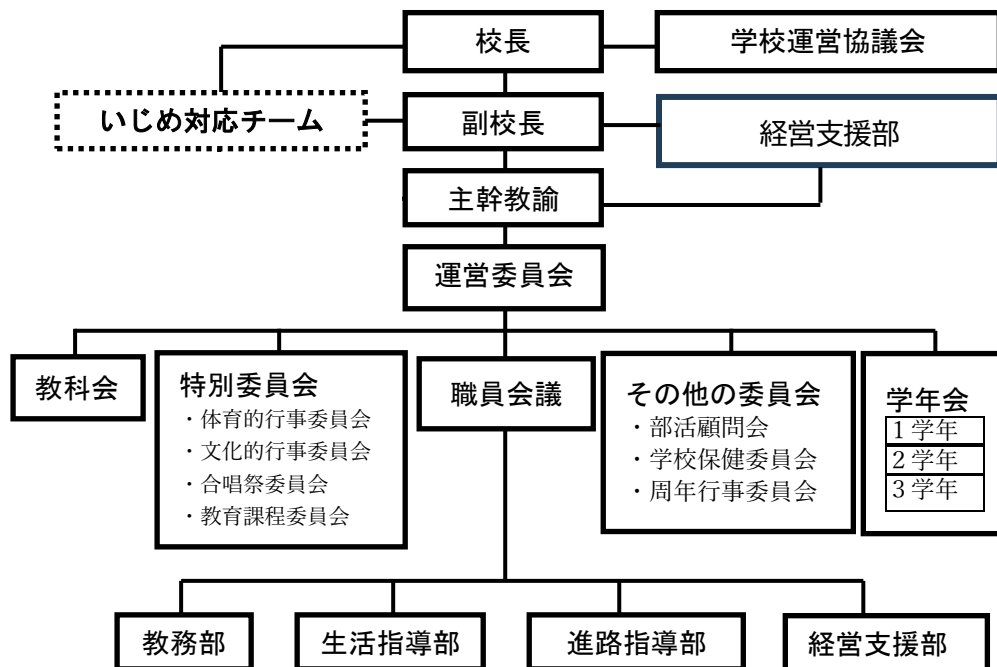 校長
学校運営協議会
いじめ対応チーム
副校長
経営支援部
主幹教諭
運営委員会
教科会
特別委員会
・体育的行事委員会
・文化的行事委員会
・合唱祭委員会
・教育課程委員会
職員会議
その他の委員会
・部活顧問会
・学校保健委員会
・周年行事委員会
学年会
1学年
2学年
3学年
教務部
生活指導部
進路指導部
経営支援部